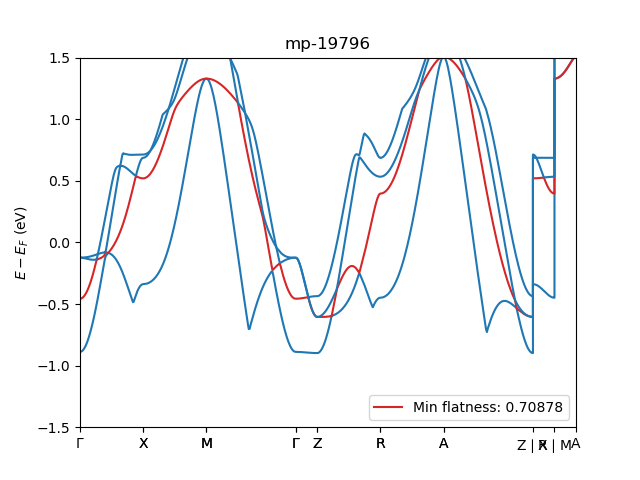 mp-19796
E − E_F (eV)
1.5
1.0
0.5
0.0
−0.5
−1.0
−1.5
Min flatness: 0.70878
Γ X M Γ Z R A Z | X R | M A